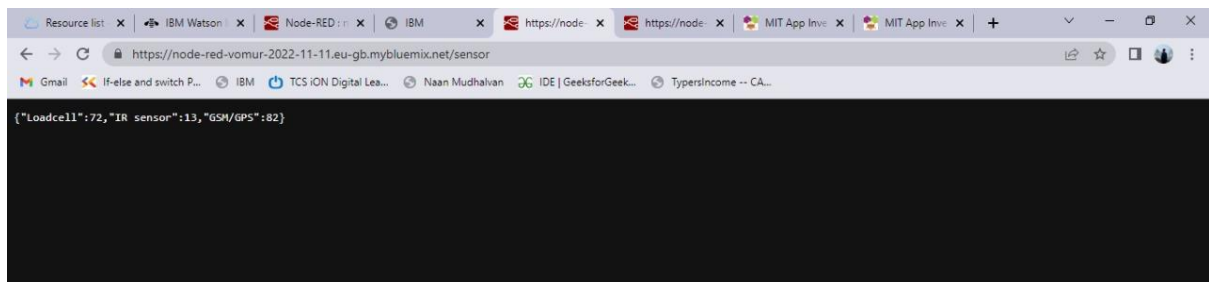 Resource list
IBM Watson
Node-RED : n
IBM
https://node-
https://node-
MIT App Inve
MIT App Inve
https://node-red-vomur-2022-11-11.eu-gb.mybluemix.net/sensor
Gmail
If-else and switch P...
IBM
TCS iON Digital Lea...
Naan Mudhalvan
IDE | GeeksforGeek...
TypersIncome -- CA...
{"Loadcell":72,"IR sensor":13,"GSM/GPS":82}